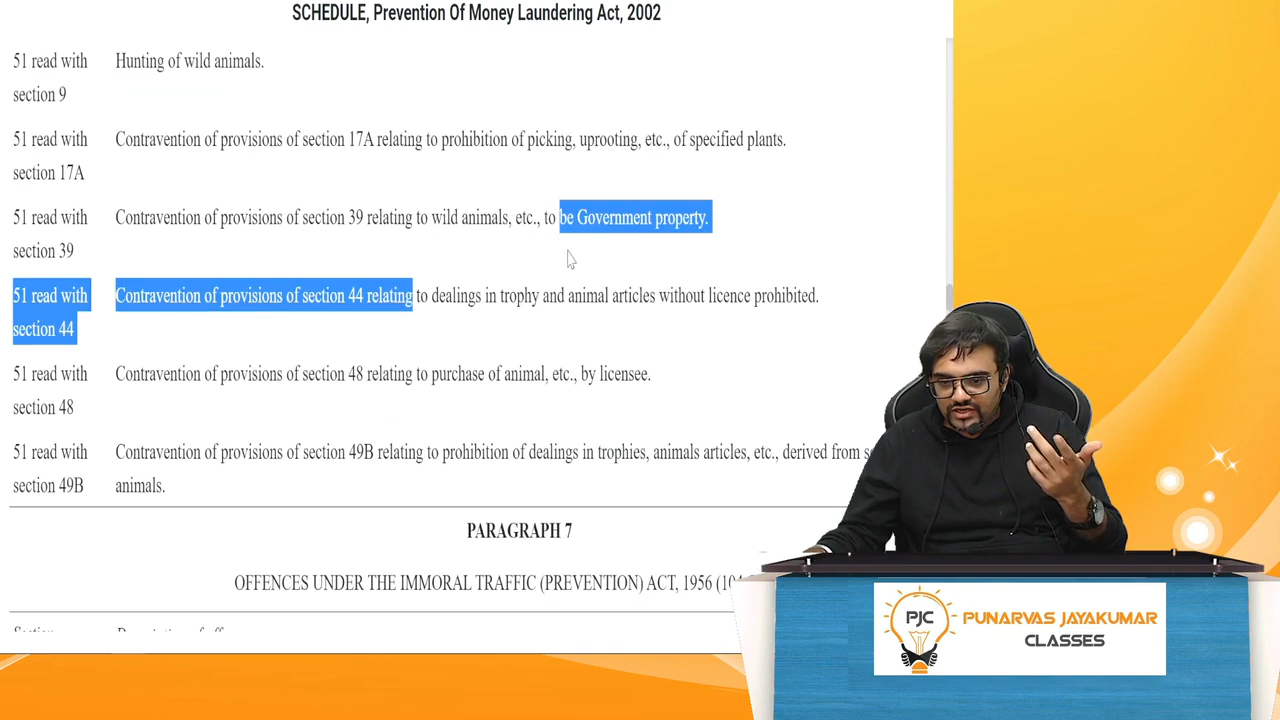 SCHEDULE, Prevention Of Money Laundering Act, 2002
51 read with Hunting of wild animals.
section 9
51 read with Contravention of provisions of section 17A relating to prohibition of picking, uprooting, etc., of specified plants.
section 17A
51 read with Contravention of provisions of section 39 relating to wild animals, etc., to be Government property.
section 39
51 read with Contravention of provisions of section 44 relating to dealings in trophy and animal articles without licence prohibited.
section 44
51 read with Contravention of provisions of section 48 relating to purchase of animal, etc., by licensee.
section 48
51 read with Contravention of provisions of section 49B relating to prohibition of dealings in trophies, animals articles, etc., derived from
section 49B animals.
PARAGRAPH 7
OFFENCES UNDER THE IMMORAL TRAFFIC (PREVENTION) ACT, 1956
PJC
PUNARVAS JAYAKUMAR
CLASSES